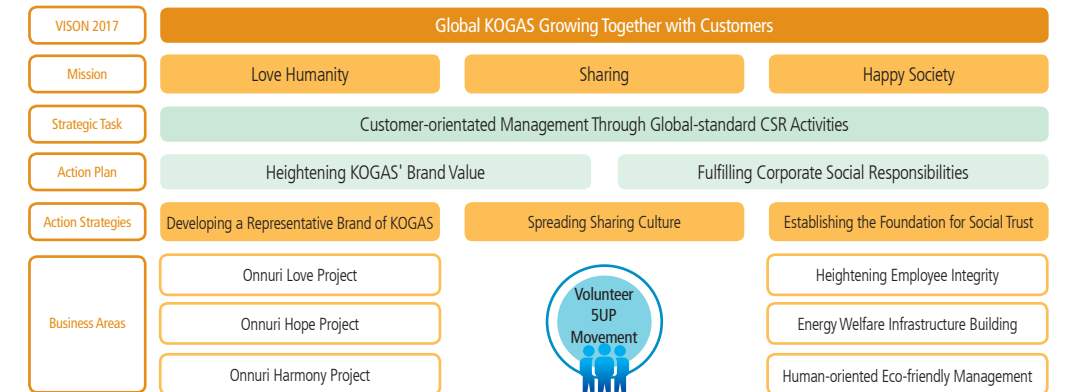 VISON 2017
Global KOGAS Growing Together with Customers
Mission
Love Humanity
Sharing
Happy Society
Strategic Task
Customer-orientated Management Through Global-standard CSR Activities
Action Plan
Heightening KOGAS' Brand Value
Fulfilling Corporate Social Responsibilities
Action Strategies
Developing a Representative Brand of KOGAS
Spreading Sharing Culture
Establishing the Foundation for Social Trust
Business Areas
Onnuri Love Project
Onnuri Hope Project
Onnuri Harmony Project
Volunteer
5UP
Movement
Heightening Employee Integrity
Energy Welfare Infrastructure Building
Human-oriented Eco-friendly Management